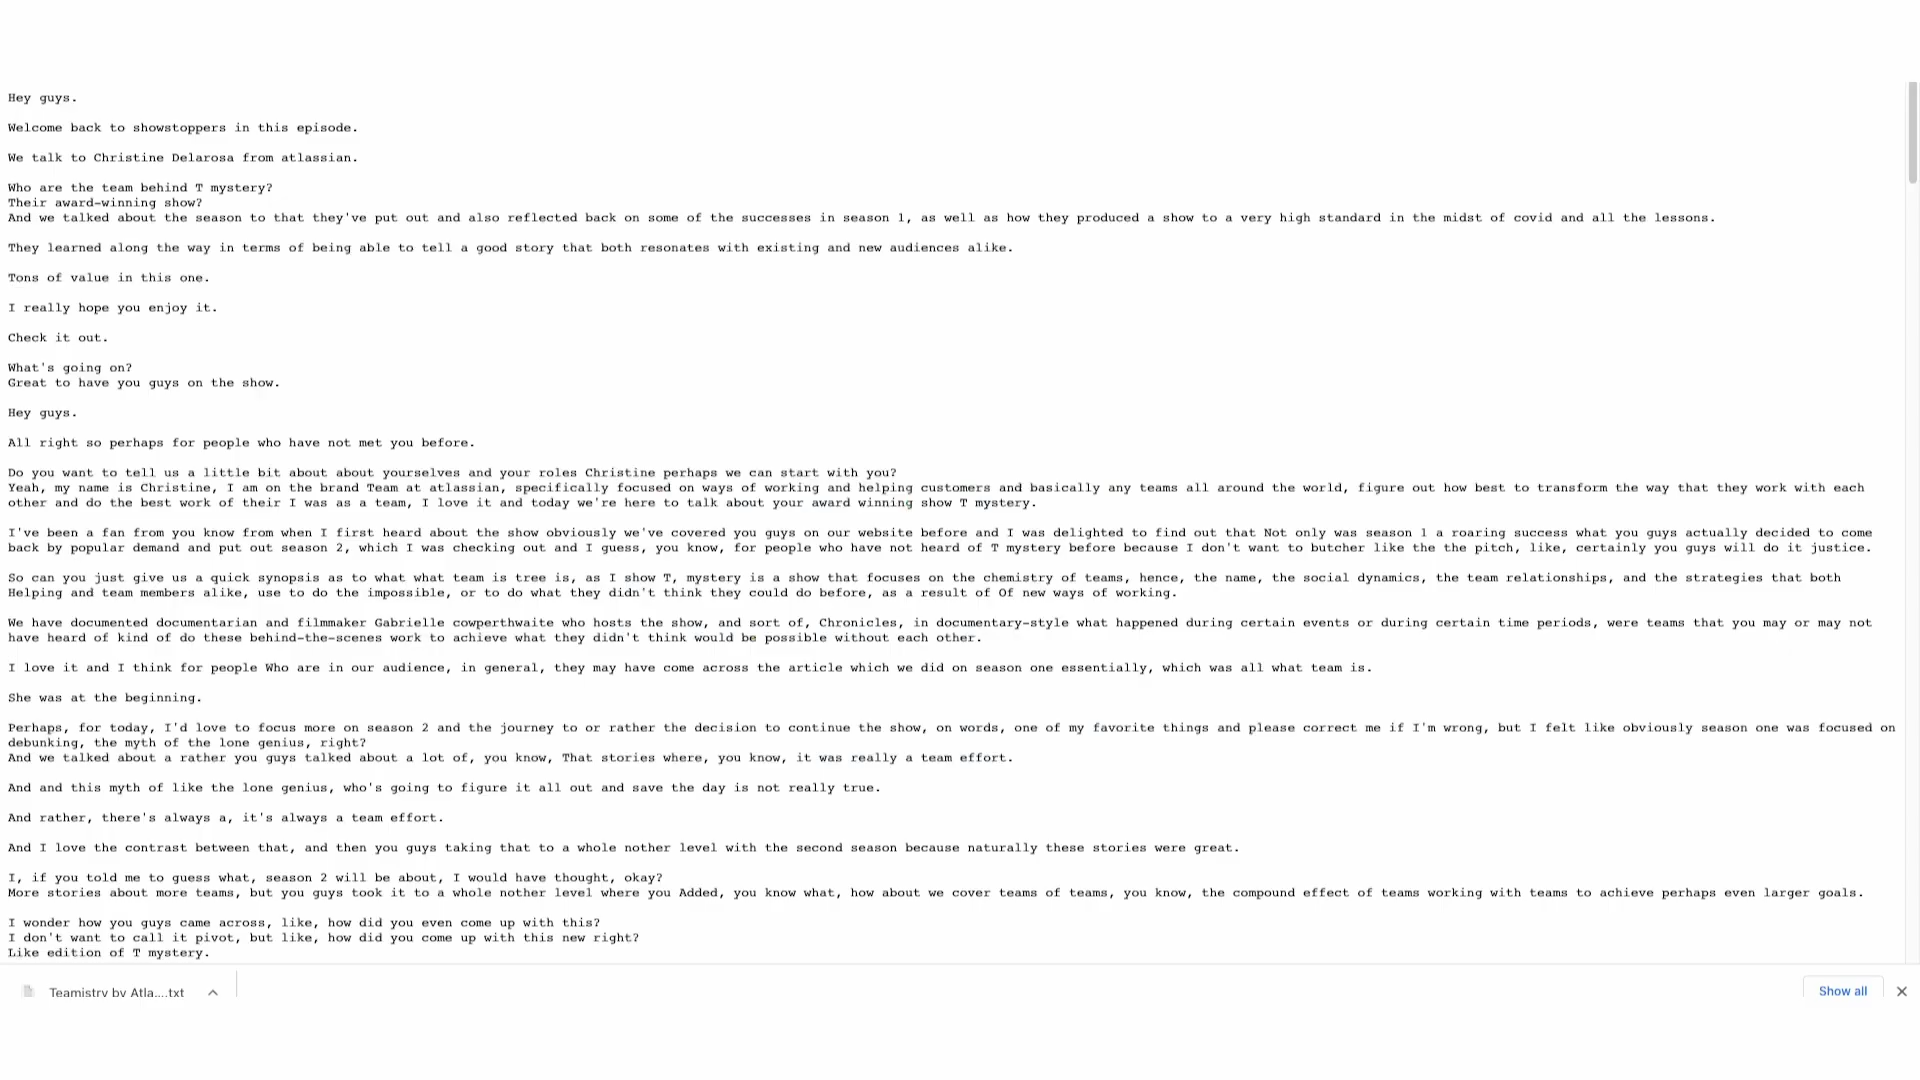 Hey guys.
Welcome back to showstoppers in this episode.
We talk to Christine Delarosa from atlassian.
Who are the team behind T mystery?
Their award-winning show?
And we talked about the season to that they've put out and also reflected back on some of the successes in season 1, as well as how they produced a show to a very high standard in the midst of covid and all the lessons.
They learned along the way in terms of being able to tell a good story that both resonates with existing and new audiences alike.
Tons of value in this one.
I really hope you enjoy it.
Check it out.
What's going on?
Great to have you guys on the show.
Hey guys.
All right so perhaps for people who have not met you before.
Do you want to tell us a little bit about about yourselves and your roles Christine perhaps we can start with you?
Yeah, my name is Christine, I am on the brand Team at atlassian, specifically focused on ways of working and helping customers and basically any teams all around the world, figure out how best to transform the way that they work with each
other and do the best work of their I was as a team, I love it and today we're here to talk about your award winning show T mystery.
I've been a fan from you know from when I first heard about the show obviously we've covered you guys on our website before and I was delighted to find out that Not only was season 1 a roaring success what you guys actually decided to come
back by popular demand and put out season 2, which I was checking out and I guess, you know, for people who have not heard of T mystery before because I don't want to butcher like the the pitch, like, certainly you guys will do it justice.
So can you just give us a quick synopsis as to what what team is tree is, as I show T, mystery is a show that focuses on the chemistry of teams, hence, the name, the social dynamics, the team relationships, and the strategies that both
Helping and team members alike, use to do the impossible, or to do what they didn't think they could do before, as a result of Of new ways of working.
We have documented documentarian and filmmaker Gabrielle cowperthwaite who hosts the show, and sort of, Chronicles, in documentary-style what happened during certain events or during certain time periods, were teams that you may or may not
have heard of kind of do these behind-the-scenes work to achieve what they didn't think would be possible without each other.
I love it and I think for people Who are in our audience, in general, they may have come across the article which we did on season one essentially, which was all what team is.
She was at the beginning.
Perhaps, for today, I'd love to focus more on season 2 and the journey to or rather the decision to continue the show, on words, one of my favorite things and please correct me if I'm wrong, but I felt like obviously season one was focused on
debunking, the myth of the lone genius, right?
And we talked about a rather you guys talked about a lot of, you know, That stories where, you know, it was really a team effort.
And and this myth of like the lone genius, who's going to figure it all out and save the day is not really true.
And rather, there's always a, it's always a team effort.
And I love the contrast between that, and then you guys taking that to a whole nother level with the second season because naturally these stories were great.
I, if you told me to guess what, season 2 will be about, I would have thought, okay?
More stories about more teams, but you guys took it to a whole nother level where you Added, you know what, how about we cover teams of teams, you know, the compound effect of teams working with teams to achieve perhaps even larger goals.
I wonder how you guys came across, like, how did you even come up with this?
I don't want to call it pivot, but like, how did you come up with this new right?
Like edition of T mystery.
Teamistry by Atla....txt
Show all